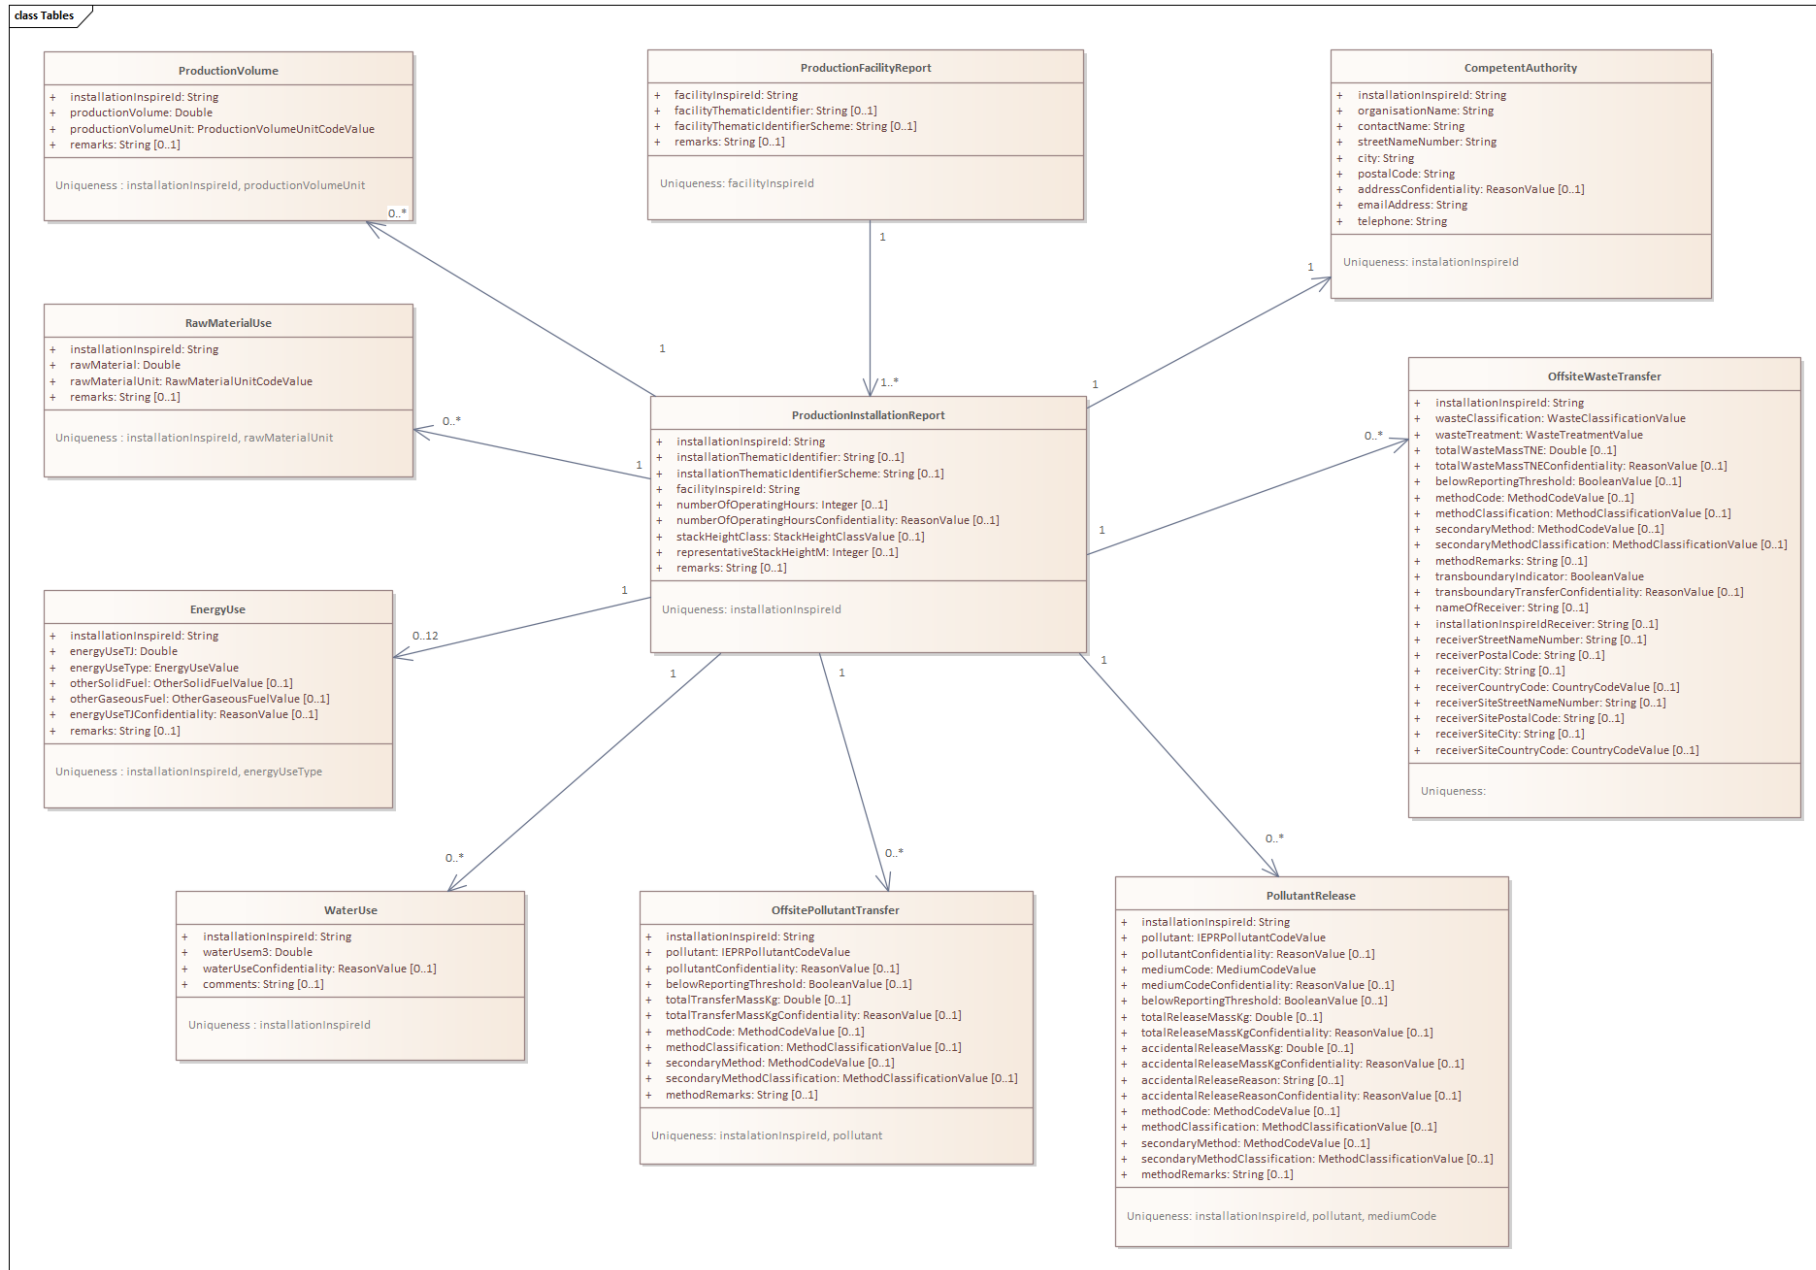 class Tables
ProductionVolume
+ installationInspireId: String
+ productionVolume: Double
+ productionVolumeUnit: ProductionVolumeUnitCodeValue
+ remarks: String [0..1]
Uniqueness : installationInspireId, productionVolumeUnit
0..*
ProductionFacilityReport
+ facilityInspireId: String
+ facilityThematicIdentifier: String [0..1]
+ facilityThematicIdentifierScheme: String [0..1]
+ remarks: String [0..1]
Uniqueness: facilityInspireId
1
CompetentAuthority
+ installationInspireId: String
+ organisationName: String
+ contactName: String
+ streetNameNumber: String
+ city: String
+ postalCode: String
+ addressConfidentiality: ReasonValue [0..1]
+ emailAddress: String
+ telephone: String
Uniqueness: instalationInspireId
1
RawMaterialUse
+ installationInspireId: String
+ rawMaterial: Double
+ rawMaterialUnit: RawMaterialUnitCodeValue
+ remarks: String [0..1]
Uniqueness : installationInspireId, rawMaterialUnit
0..*
1
1..*
1
1
ProductionInstallationReport
+ installationInspireId: String
+ installationThematicIdentifier: String [0..1]
+ installationThematicIdentifierScheme: String [0..1]
+ facilityInspireId: String
+ numberOfOperatingHours: Integer [0..1]
+ numberOfOperatingHoursConfidentiality: ReasonValue [0..1]
+ stackHeightClass: StackHeightClassValue [0..1]
+ representativeStackHeightM: Integer [0..1]
+ remarks: String [0..1]
Uniqueness: installationInspireId
0..*
1
OffsiteWasteTransfer
+ installationInspireId: String
+ wasteClassification: WasteClassificationValue
+ wasteTreatment: WasteTreatmentValue
+ totalWasteMassTNE: Double [0..1]
+ totalWasteMassTNEConfidentiality: ReasonValue [0..1]
+ belowReportingThreshold: BooleanValue [0..1]
+ methodCode: MethodCodeValue [0..1]
+ methodClassification: MethodClassificationValue [0..1]
+ secondaryMethod: MethodCodeValue [0..1]
+ secondaryMethodClassification: MethodClassificationValue [0..1]
+ methodRemarks: String [0..1]
+ transboundaryIndicator: BooleanValue
+ transboundaryTransferConfidentiality: ReasonValue [0..1]
+ nameOfReceiver: String [0..1]
+ installationInspireIdReceiver: String [0..1]
+ receiverStreetNameNumber: String [0..1]
+ receiverPostalCode: String [0..1]
+ receiverCity: String [0..1]
+ receiverCountryCode: CountryCodeValue [0..1]
+ receiverSiteStreetNameNumber: String [0..1]
+ receiverSitePostalCode: String [0..1]
+ receiverSiteCity: String [0..1]
+ receiverSiteCountryCode: CountryCodeValue [0..1]
Uniqueness:
EnergyUse
+ installationInspireId: String
+ energyUseTJ: Double
+ energyUseType: EnergyUseValue
+ otherSolidFuel: OtherSolidFuelValue [0..1]
+ otherGaseousFuel: OtherGaseousFuelValue [0..1]
+ energyUseTJConfidentiality: ReasonValue [0..1]
+ remarks: String [0..1]
Uniqueness : installationInspireId, energyUseType
1
0..12
1
1
1
0..*
0..*
0..*
WaterUse
+ installationInspireId: String
+ waterUsem3: Double
+ waterUseConfidentiality: ReasonValue [0..1]
+ comments: String [0..1]
Uniqueness : installationInspireId
OffsitePollutantTransfer
+ installationInspireId: String
+ pollutant: IEPRPollutantCodeValue
+ pollutantConfidentiality: ReasonValue [0..1]
+ belowReportingThreshold: BooleanValue [0..1]
+ totalTransferMassKg: Double [0..1]
+ totalTransferMassKgConfidentiality: ReasonValue [0..1]
+ methodCode: MethodCodeValue [0..1]
+ methodClassification: MethodClassificationValue [0..1]
+ secondaryMethod: MethodCodeValue [0..1]
+ secondaryMethodClassification: MethodClassificationValue [0..1]
+ methodRemarks: String [0..1]
Uniqueness: instalationInspireId, pollutant
PollutantRelease
+ installationInspireId: String
+ pollutant: IEPRPollutantCodeValue
+ pollutantConfidentiality: ReasonValue [0..1]
+ mediumCode: MediumCodeValue
+ mediumCodeConfidentiality: ReasonValue [0..1]
+ belowReportingThreshold: BooleanValue [0..1]
+ totalReleaseMassKg: Double [0..1]
+ totalReleaseMassKgConfidentiality: ReasonValue [0..1]
+ accidentalReleaseMassKg: Double [0..1]
+ accidentalReleaseMassKgConfidentiality: ReasonValue [0..1]
+ accidentalReleaseReason: String [0..1]
+ accidentalReleaseReasonConfidentiality: ReasonValue [0..1]
+ methodCode: MethodCodeValue [0..1]
+ methodClassification: MethodClassificationValue [0..1]
+ secondaryMethod: MethodCodeValue [0..1]
+ secondaryMethodClassification: MethodClassificationValue [0..1]
+ methodRemarks: String [0..1]
Uniqueness: installationInspireId, pollutant, mediumCode